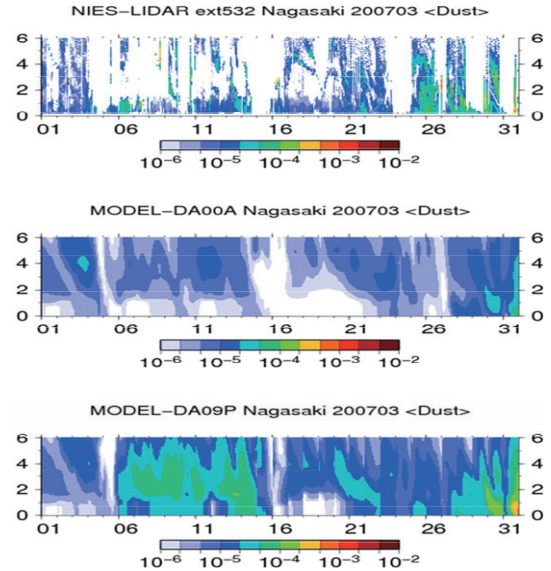 NIES-LIDAR ext532 Nagasaki 200703 <Dust>
6 6
4 4
2 2
0 0
01 06 11 16 21 26 31
10-6 10-5 10-4 10-3 10-2
MODEL-DA00A Nagasaki 200703 <Dust>
6 6
4 4
2 2
0 0
01 06 11 16 21 26 31
10-6 10-5 10-4 10-3 10-2
MODEL-DA09P Nagasaki 200703 <Dust>
6 6
4 4
2 2
0 0
01 06 11 16 21 26 31
10-6 10-5 10-4 10-3 10-2